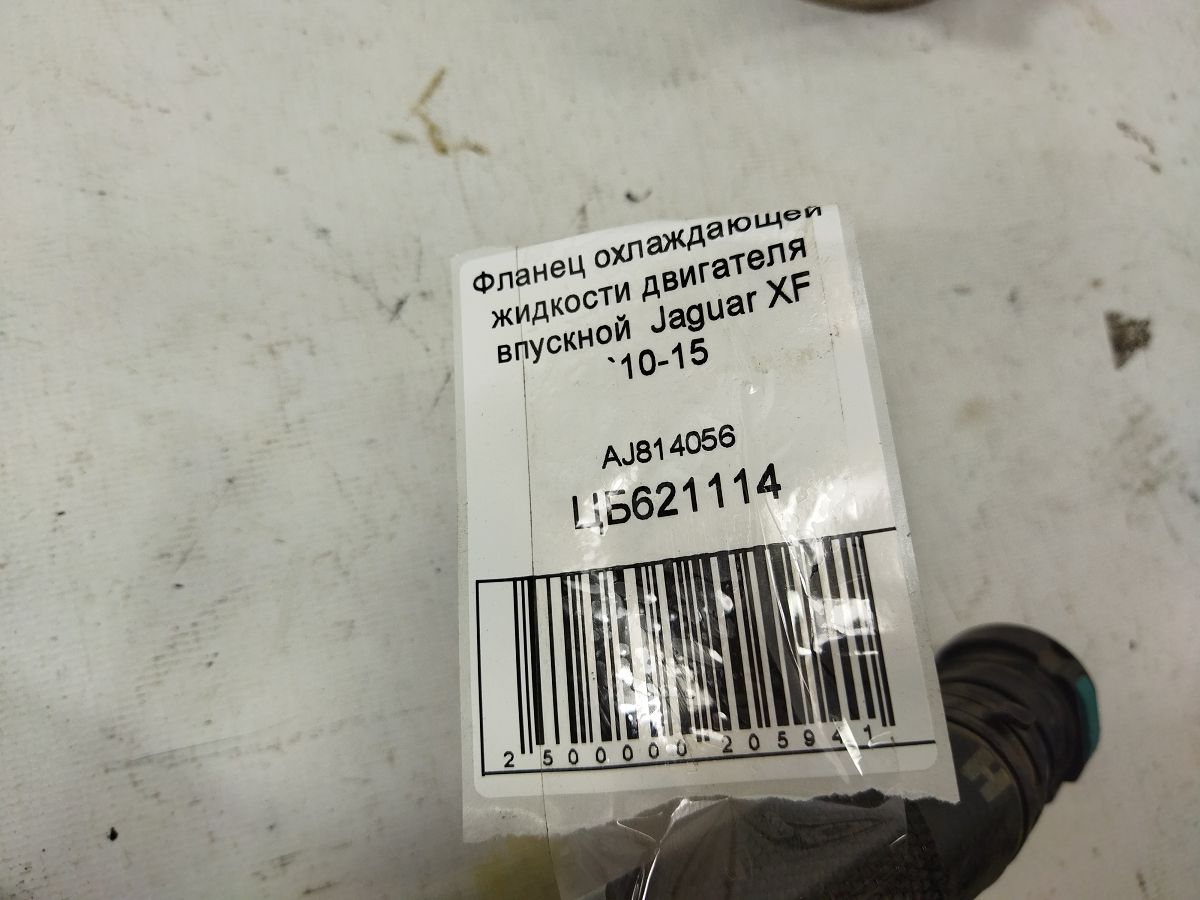 Фланец охлаждающей
жидкости двигателя
впускной Jaguar XF
`10-15
AJ814056
ЦБ621114
2 500000 205941